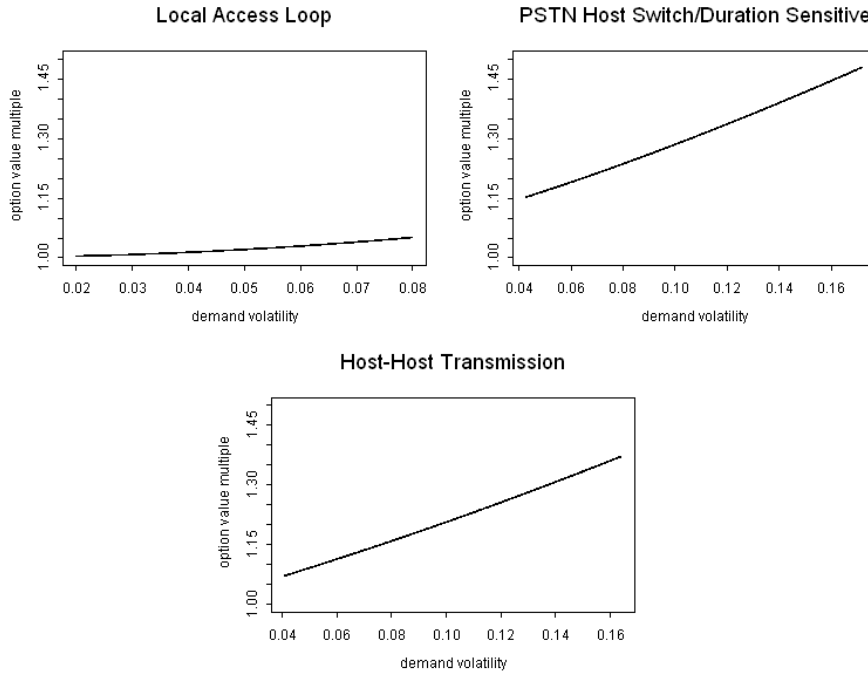 Local Access Loop
option value multiple
1.00 1.15 1.30 1.45
0.02 0.03 0.04 0.05 0.06 0.07 0.08
demand volatility
PSTN Host Switch/Duration Sensitive
option value multiple
1.00 1.15 1.30 1.45
0.04 0.06 0.08 0.10 0.12 0.14 0.16
demand volatility
Host-Host Transmission
option value multiple
1.00 1.15 1.30 1.45
0.04 0.06 0.08 0.10 0.12 0.14 0.16
demand volatility